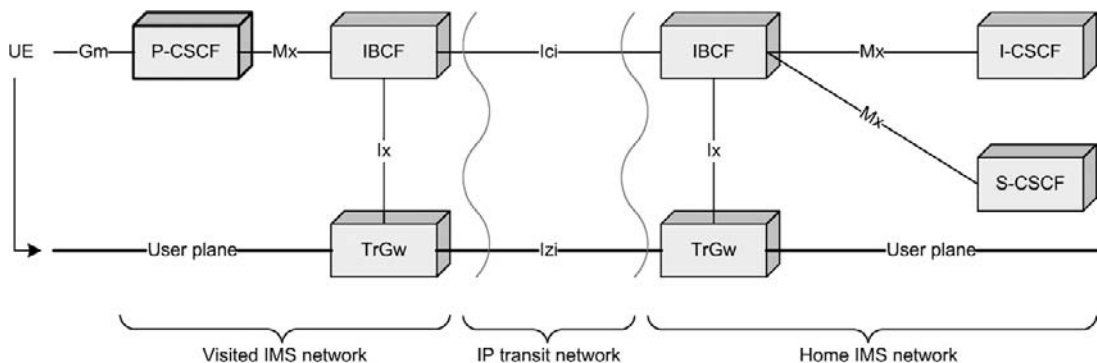 UE
Gm
P-CSCF
Mx
IBCF
Ici
IBCF
Mx
I-CSCF
Ix
Ix
Mx
S-CSCF
User plane
TrGw
Izi
TrGw
User plane
Visited IMS network
IP transit network
Home IMS network